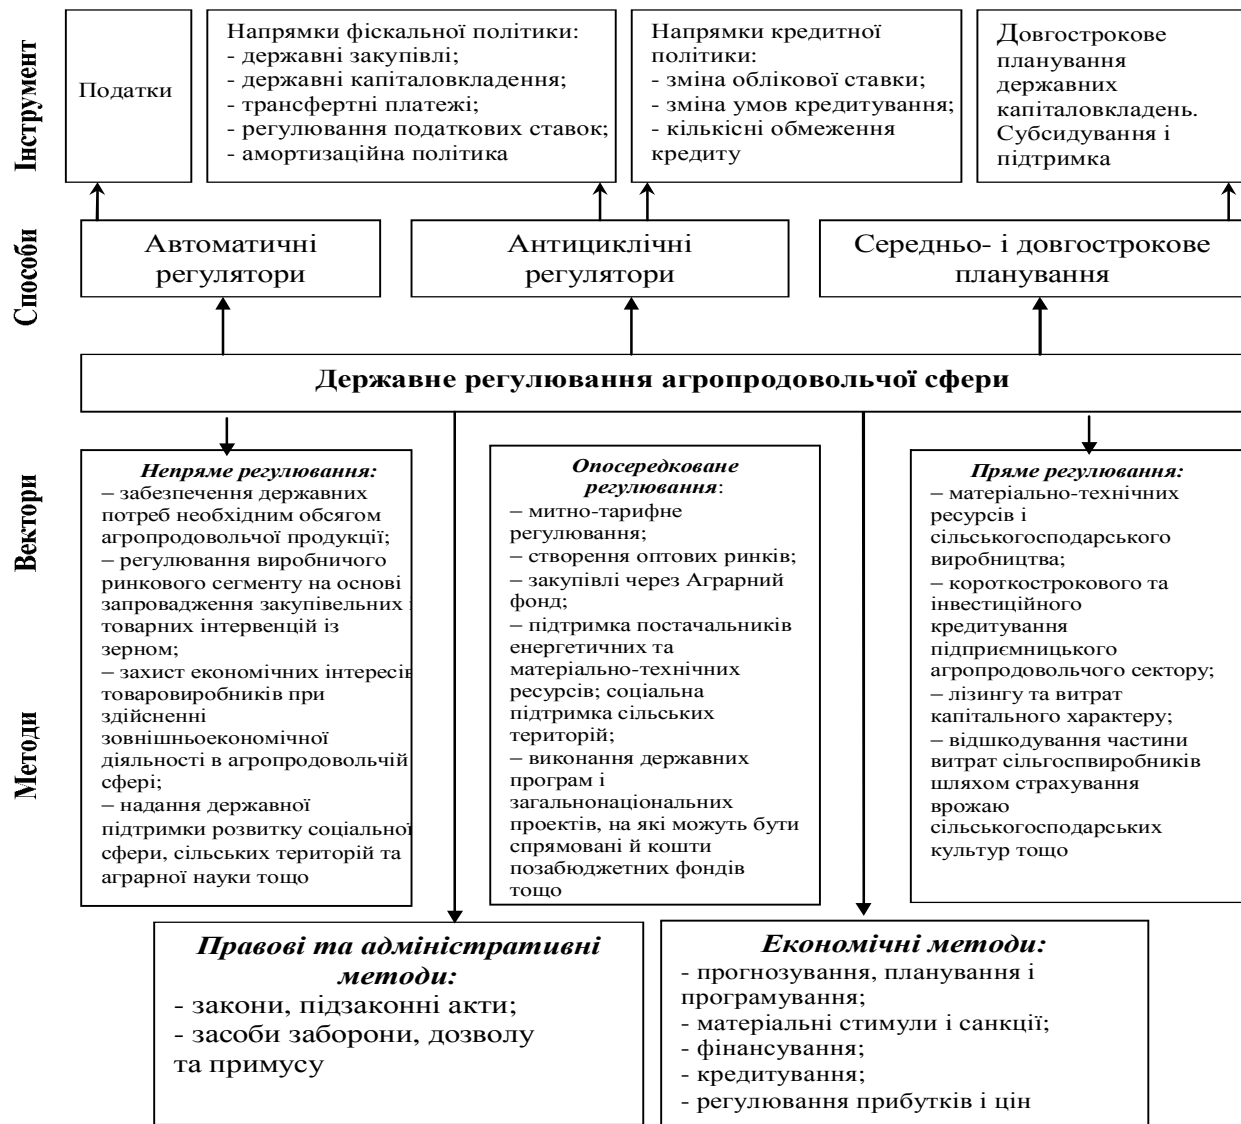 Інструмент
Податки
Напрямки фіскальної політики:
- державні закупівлі;
- державні капіталовкладення;
- трансфертні платежі;
- регулювання податкових ставок;
- амортизаційна політика
Напрямки кредитної
політики:
- зміна облікової ставки;
- зміна умов кредитування;
- кількісні обмеження
кредиту
Довгострокове
планування
державних
капіталовкладень.
Субсидування і
підтримка
Способи
Автоматичні
регулятори
Антициклічні
регулятори
Середньо- і довгострокове
планування
Державне регулювання агропродовольчої сфери
Вектори
Непряме регулювання:
– забезпечення державних
потреб необхідним обсягом
агропродовольчої продукції;
– регулювання виробничого
ринкового сегменту на основі
запровадження закупівельних і
товарних інтервенцій із
зерном;
– захист економічних інтересів
товаровиробників при
здійсненні
зовнішньоекономічної
діяльності в агропродовольчій
сфері;
– надання державної
підтримки розвитку соціальної
сфери, сільських територій та
аграрної науки тощо
Опосередковане
регулювання:
– митно-тарифне
регулювання;
– створення оптових ринків;
– закупівлі через Аграрний
фонд;
– підтримка постачальників
енергетичних та
матеріально-технічних
ресурсів; соціальна
підтримка сільських
територій;
– виконання державних
програм і
загальнонаціональних
проектів, на які можуть бути
спрямовані й кошти
позабюджетних фондів
тощо
Пряме регулювання:
– матеріально-технічних
ресурсів і
сільськогосподарського
виробництва;
– короткострокового та
інвестиційного
кредитування
підприємницького
агропродовольчого сектору;
– лізингу та витрат
капітального характеру;
– відшкодування частини
витрат сільгоспвиробників
шляхом страхування
врожаю
сільськогосподарських
культур тощо
Методи
Правові та адміністративні
методи:
- закони, підзаконні акти;
- засоби заборони, дозволу
та примусу
Економічні методи:
- прогнозування, планування і
програмування;
- матеріальні стимули і санкції;
- фінансування;
- кредитування;
- регулювання прибутків і цін